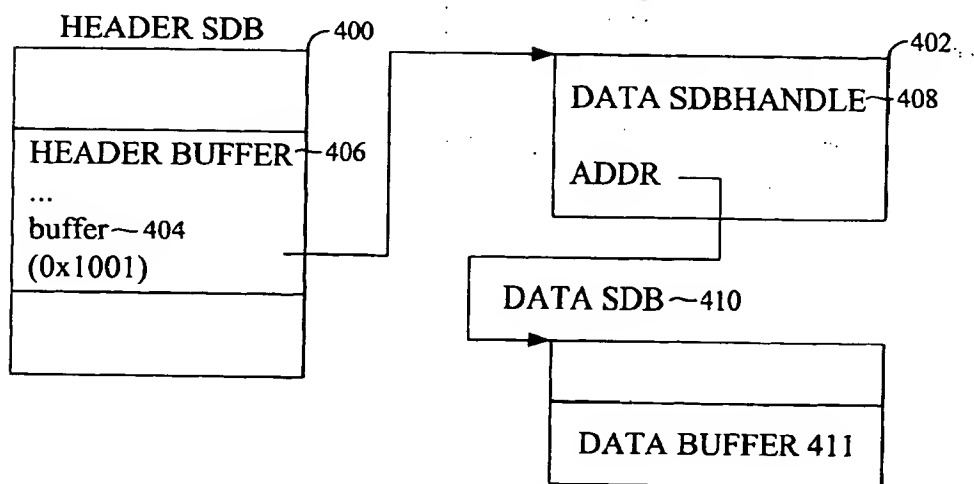 HEADER SDB
400
HEADER BUFFER 406
...
buffer 404
(0x1001)
402
DATA SDBHANDLE 408
ADDR
DATA SDB 410
DATA BUFFER 411